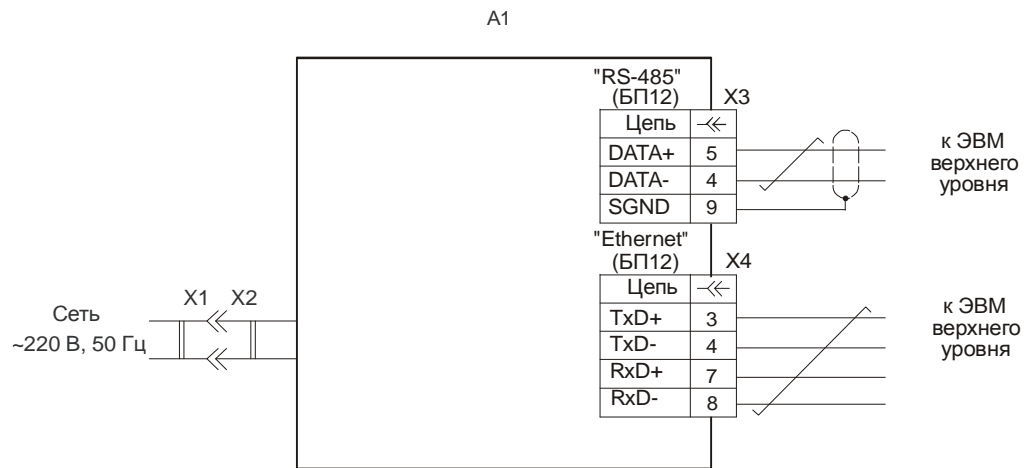 A1
"RS-485"
(БП12)
X3
Цепь
DATA+ 5
DATA- 4
SGND 9
к ЭВМ
верхнего
уровня
"Ethernet"
(БП12)
X4
Цепь
TxD+ 3
TxD- 4
RxD+ 7
RxD- 8
к ЭВМ
верхнего
уровня
X1 X2
Сеть
~220 В, 50 Гц